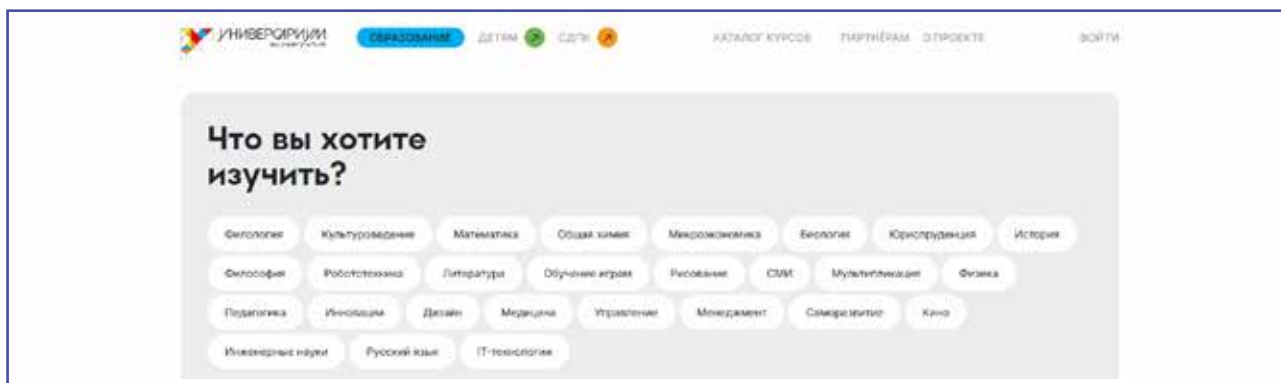 УНИВЕРСАРИУМ ОБРАЗОВАНИЕ ДЕТЯМ СДПК КАТАЛОГ КУРСОВ ПАРТНЁРАМ О ПРОЕКТЕ ВОЙТИ
Что вы хотите
изучить?
Филология Культуроведение Математика Общая химия Микроэкономика Биология Юриспруденция История
Философия Робототехника Литература Обучение играм Рисование СМИ Мультипликация Физика
Педагогика Инновации Дизайн Медицина Управление Менеджмент Саморазвитие Кино
Инженерные науки Русский язык IT-технологии